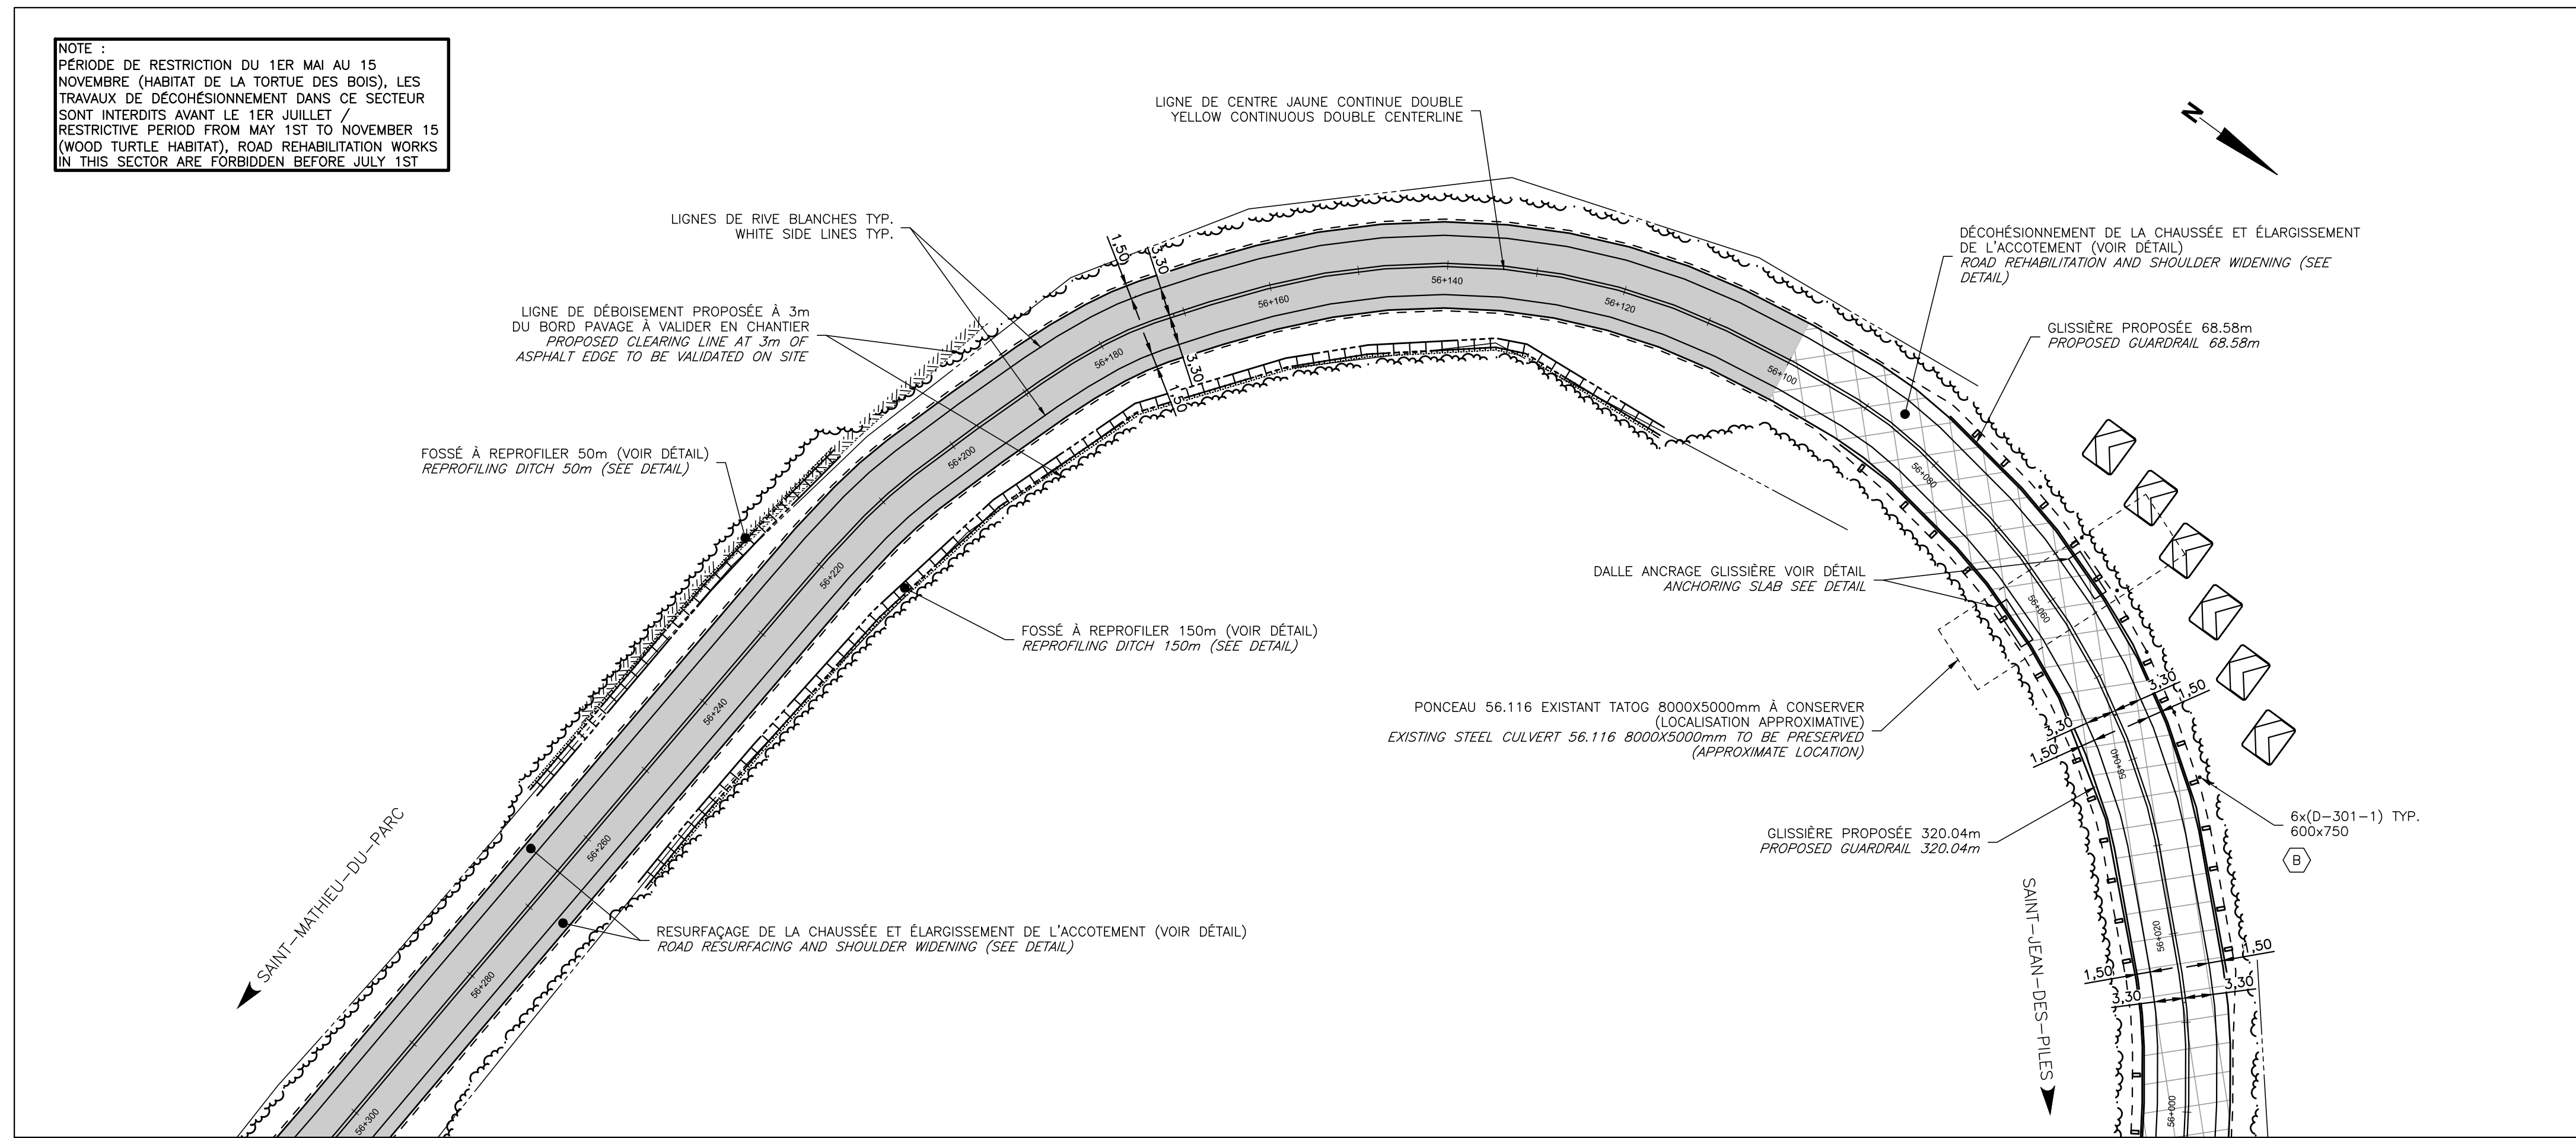 NOTE :
PÉRIODE DE RESTRICTION DU 1ER MAI AU 15
NOVEMBRE (HABITAT DE LA TORTUE DES BOIS), LES
TRAVAUX DE DÉCOHÉSIONNEMENT DANS CE SECTEUR
SONT INTERDITS AVANT LE 1ER JUILLET /
RESTRICTIVE PERIOD FROM MAY 1ST TO NOVEMBER 15
(WOOD TURTLE HABITAT), ROAD REHABILITATION WORKS
IN THIS SECTOR ARE FORBIDDEN BEFORE JULY 1ST
LIGNE DE CENTRE JAUNE CONTINUE DOUBLE
YELLOW CONTINUOUS DOUBLE CENTERLINE
N
LIGNES DE RIVE BLANCHES TYP.
WHITE SIDE LINES TYP.
DÉCOHÉSIONNEMENT DE LA CHAUSSÉE ET ÉLARGISSEMENT
DE L'ACCOTEMENT (VOIR DÉTAIL)
ROAD REHABILITATION AND SHOULDER WIDENING (SEE
DETAIL)
1,50
3,30
3,30
1,50
LIGNE DE DÉBOISEMENT PROPOSÉE À 3m
DU BORD PAVAGE À VALIDER EN CHANTIER
PROPOSED CLEARING LINE AT 3m OF
ASPHALT EDGE TO BE VALIDATED ON SITE
GLISSIÈRE PROPOSÉE 68.58m
PROPOSED GUARDRAIL 68.58m
56+180
56+160
56+140
56+120
56+100
56+080
56+060
56+040
56+020
56+000
FOSSÉ À REPROFILER 50m (VOIR DÉTAIL)
REPROFILING DITCH 50m (SEE DETAIL)
56+200
56+220
56+240
56+260
56+280
56+300
DALLE ANCRAGE GLISSIÈRE VOIR DÉTAIL
ANCHORING SLAB SEE DETAIL
FOSSÉ À REPROFILER 150m (VOIR DÉTAIL)
REPROFILING DITCH 150m (SEE DETAIL)
PONCEAU 56.116 EXISTANT TATOG 8000X5000mm À CONSERVER
(LOCALISATION APPROXIMATIVE)
EXISTING STEEL CULVERT 56.116 8000X5000mm TO BE PRESERVED
(APPROXIMATE LOCATION)
3,30
1,50
3,30
1,50
GLISSIÈRE PROPOSÉE 320.04m
PROPOSED GUARDRAIL 320.04m
6x(D-301-1) TYP.
600x750
B
SAINT-MATHIEU-DU-PARC
RESURFAÇAGE DE LA CHAUSSÉE ET ÉLARGISSEMENT DE L'ACCOTEMENT (VOIR DÉTAIL)
ROAD RESURFACING AND SHOULDER WIDENING (SEE DETAIL)
SAINT-JEAN-DES-PILES
1,50
1,50
3,30
3,30